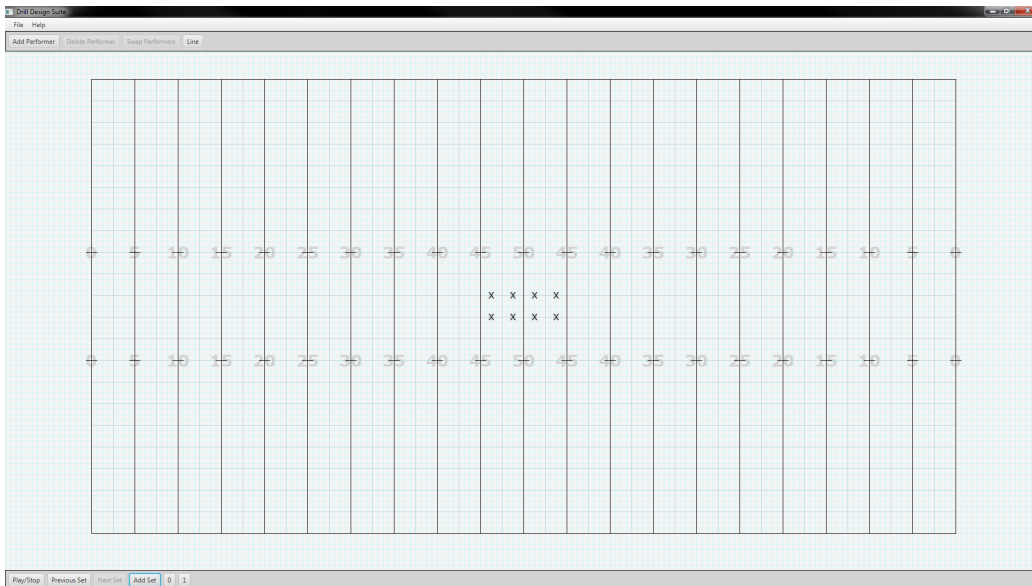 Drill Design Suite
File Help
Add Performer Delete Performer Swap Performers Line
0 5 10 15 20 25 30 35 40 45 50 45 40 35 30 25 20 15 10 5 0
X X X X
X X X X
0 5 10 15 20 25 30 35 40 45 50 45 40 35 30 25 20 15 10 5 0
Play/Stop Previous Set Next Set Add Set 0 1